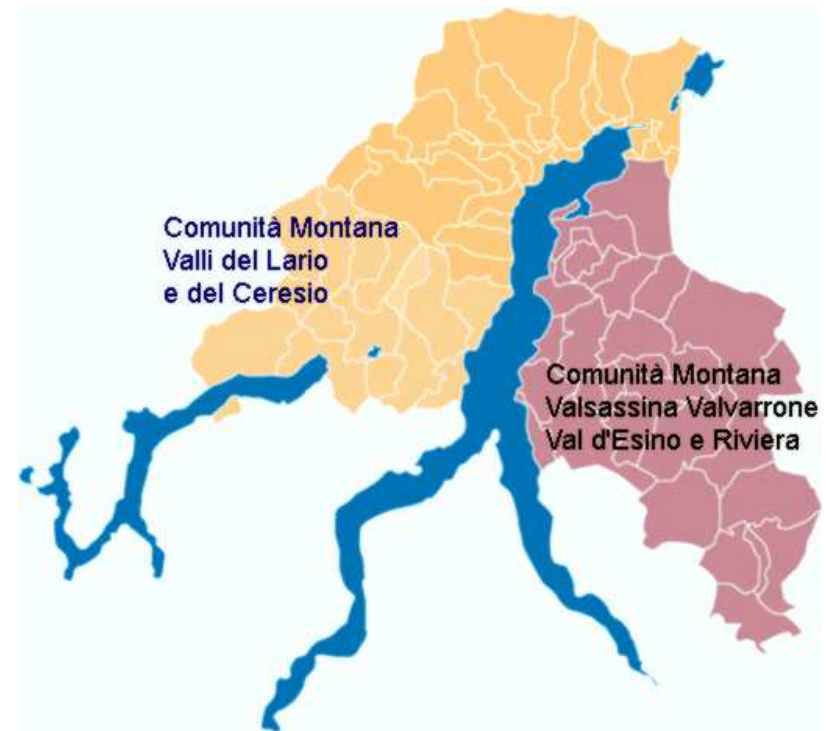 Comunità Montana
Valli del Lario
e del Ceresio
Comunità Montana
Valsassina Valvarrone
Val d'Esino e Riviera